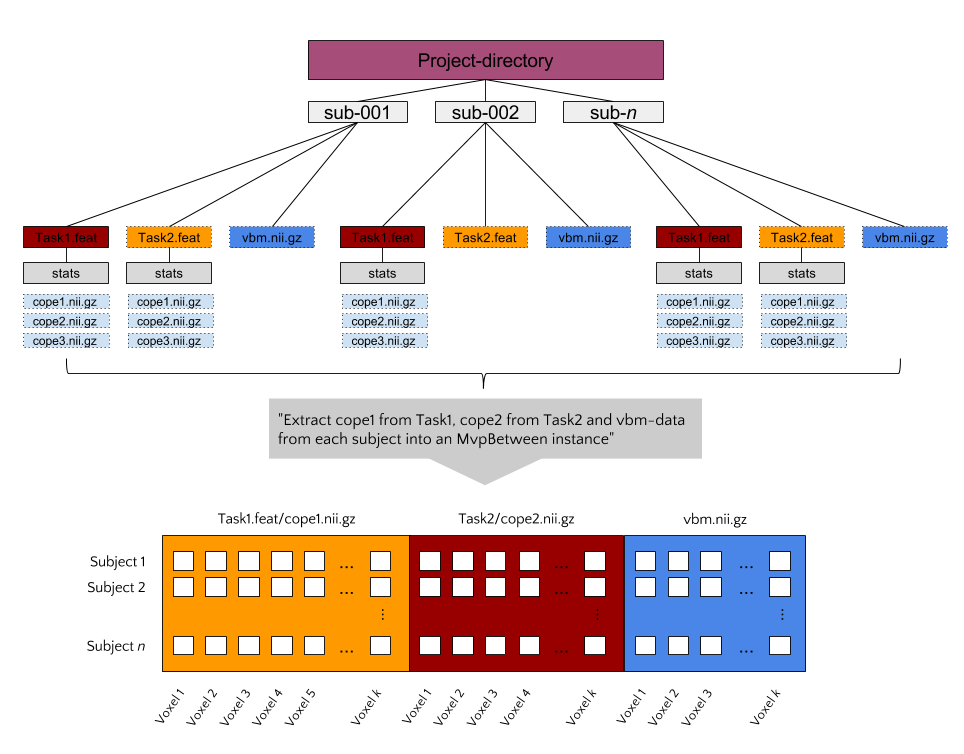 Project-directory
sub-001 sub-002 sub-n
Task1.feat Task2.feat vbm.nii.gz Task1.feat Task2.feat vbm.nii.gz Task1.feat Task2.feat vbm.nii.gz
stats stats stats stats stats
cope1.nii.gz cope1.nii.gz cope1.nii.gz cope1.nii.gz cope1.nii.gz
cope2.nii.gz cope2.nii.gz cope2.nii.gz cope2.nii.gz cope2.nii.gz
cope3.nii.gz cope3.nii.gz cope3.nii.gz cope3.nii.gz cope3.nii.gz
"Extract cope1 from Task1, cope2 from Task2 and vbm-data
from each subject into an MvpBetween instance"
Task1.feat/cope1.nii.gz Task2/cope2.nii.gz vbm.nii.gz
Subject 1 ... ... ...
Subject 2 ... ... ...
⋮ ⋮ ⋮
Subject n ... ... ...
Voxel 1 Voxel 2 Voxel 3 Voxel 4 Voxel 5 Voxel k Voxel 1 Voxel 2 Voxel 3 Voxel 4 Voxel k Voxel 1 Voxel 2 Voxel 3 Voxel k